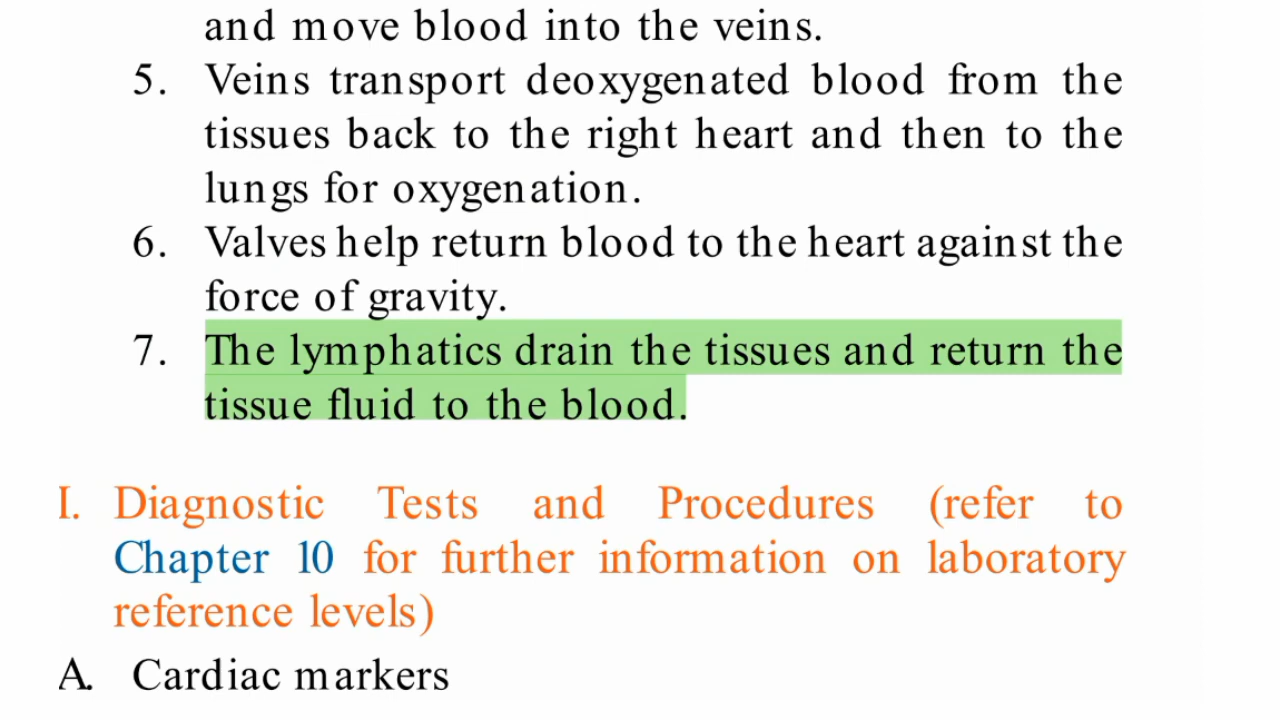 and move blood into the veins.
5. Veins transport deoxygenated blood from the
tissues back to the right heart and then to the
lungs for oxygenation.
6. Valves help return blood to the heart against the
force of gravity.
7. The lymphatics drain the tissues and return the
tissue fluid to the blood.
I. Diagnostic Tests and Procedures (refer to
Chapter 10 for further information on laboratory
reference levels)
A. Cardiac markers